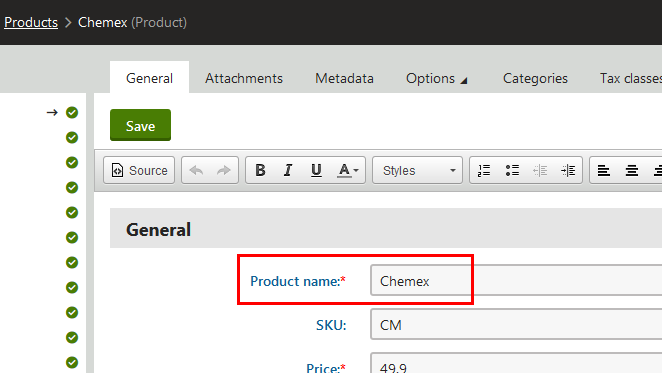 Products > Chemex (Product)
General Attachments Metadata Options Categories Tax classes
Save
Source B I U A Styles
General
Product name:* Chemex
SKU: CM
Price:* 49.9